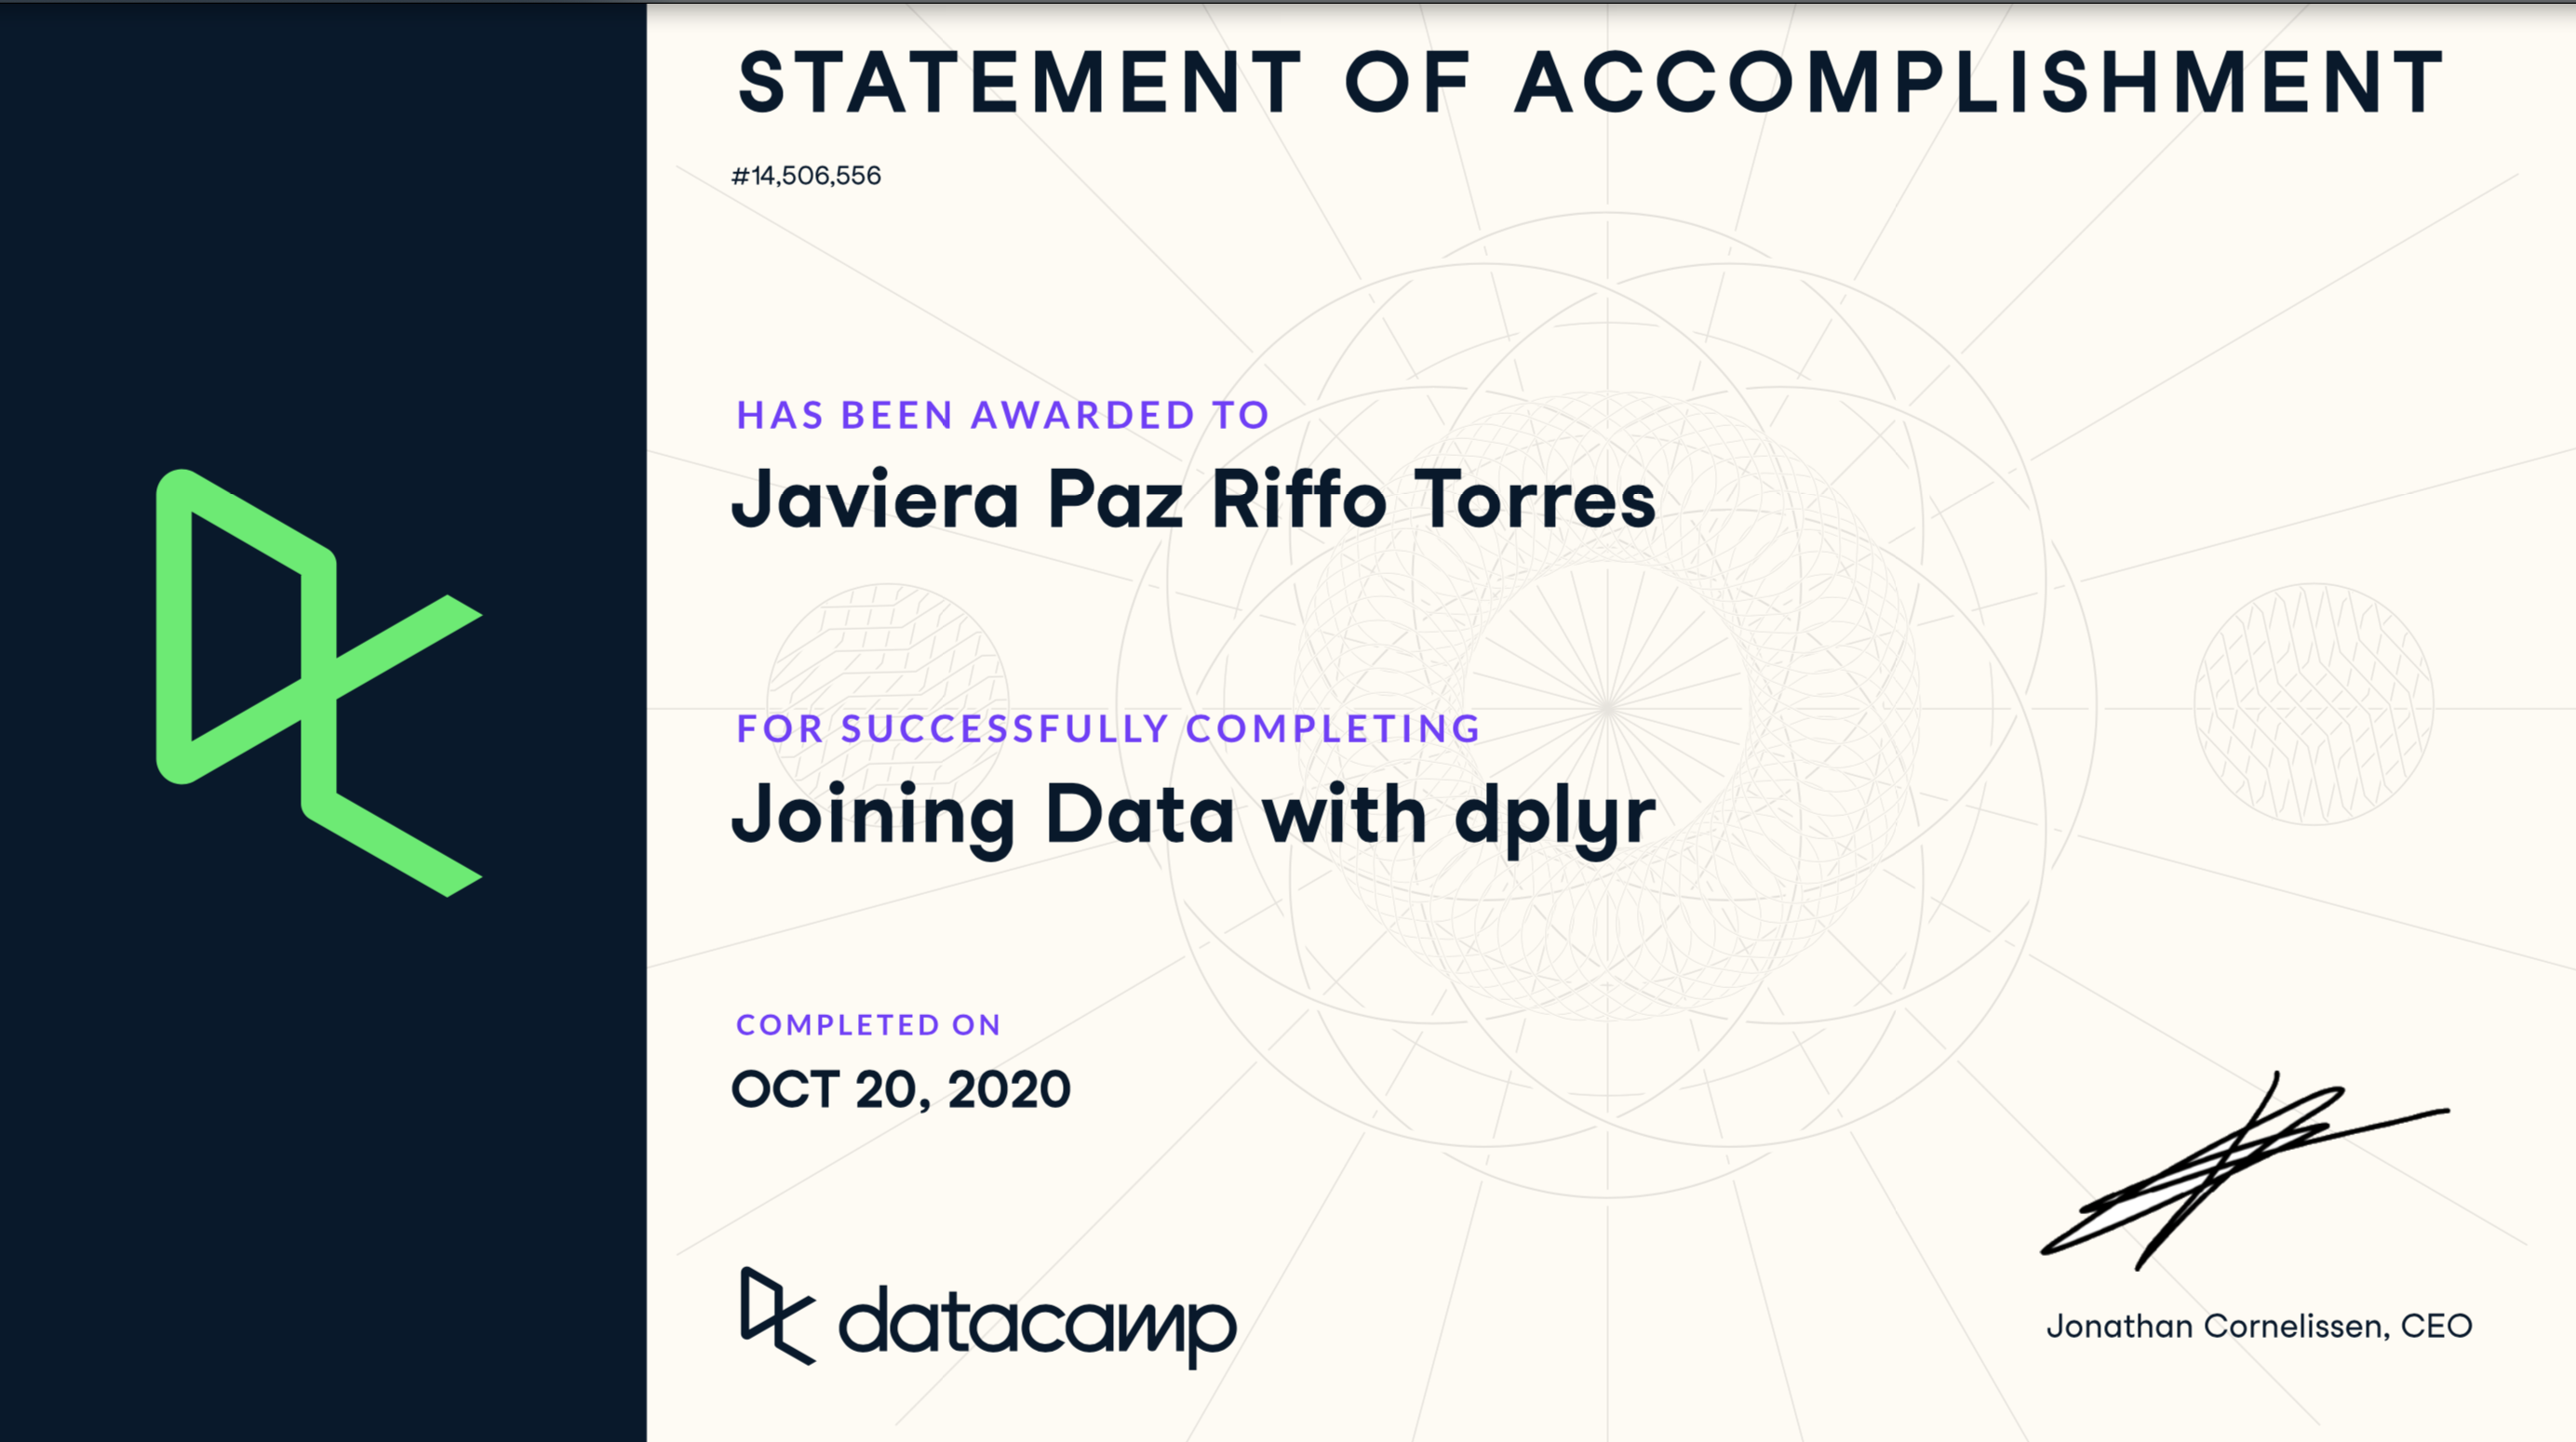 STATEMENT OF ACCOMPLISHMENT
#14,506,556
HAS BEEN AWARDED TO
Javiera Paz Riffo Torres
FOR SUCCESSFULLY COMPLETING
Joining Data with dplyr
COMPLETED ON
OCT 20, 2020
datacamp
Jonathan Cornelissen, CEO